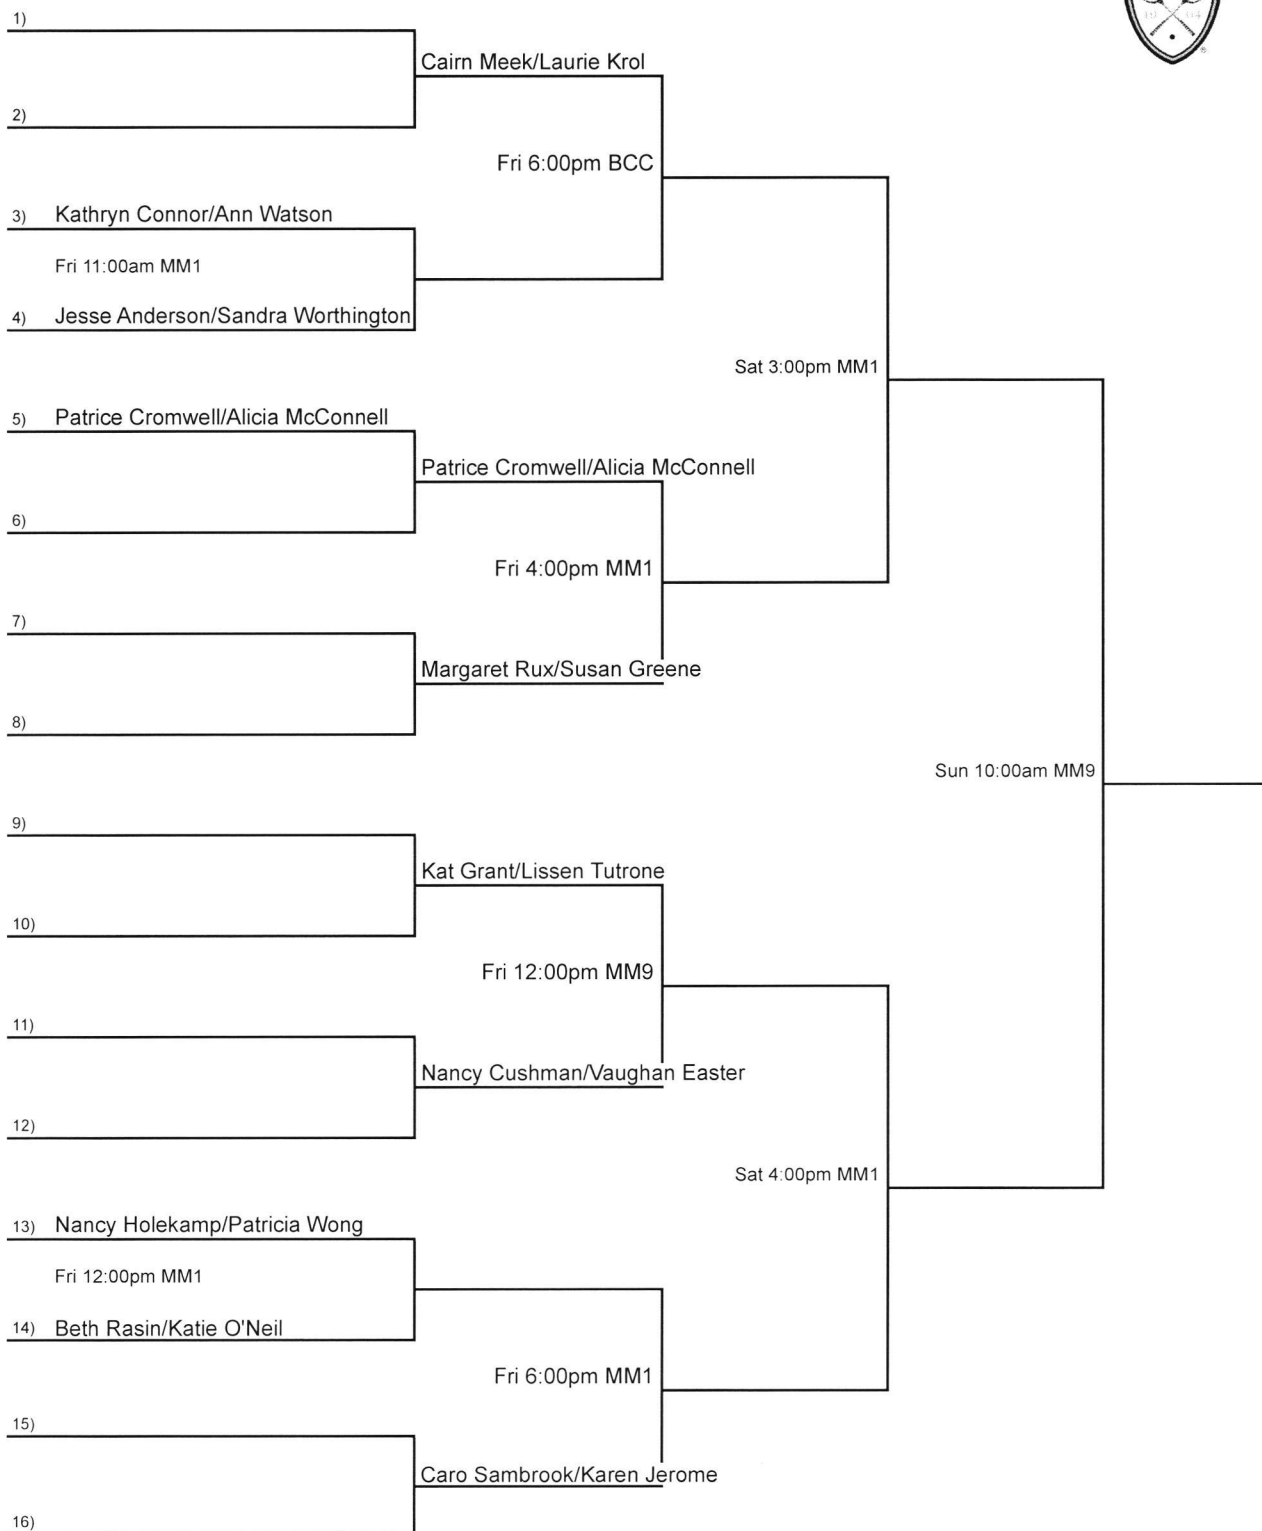 1)
Cairn Meek/Laurie Krol
2)
Fri 6:00pm BCC
3) Kathryn Connor/Ann Watson
Fri 11:00am MM1
4) Jesse Anderson/Sandra Worthington
Sat 3:00pm MM1
5) Patrice Cromwell/Alicia McConnell
Patrice Cromwell/Alicia McConnell
6)
Fri 4:00pm MM1
7)
Margaret Rux/Susan Greene
8)
Sun 10:00am MM9
9)
Kat Grant/Lissen Tutrone
10)
Fri 12:00pm MM9
11)
Nancy Cushman/Vaughan Easter
12)
Sat 4:00pm MM1
13) Nancy Holekamp/Patricia Wong
Fri 12:00pm MM1
14) Beth Rasin/Katie O'Neil
Fri 6:00pm MM1
15)
Caro Sambrook/Karen Jerome
16)